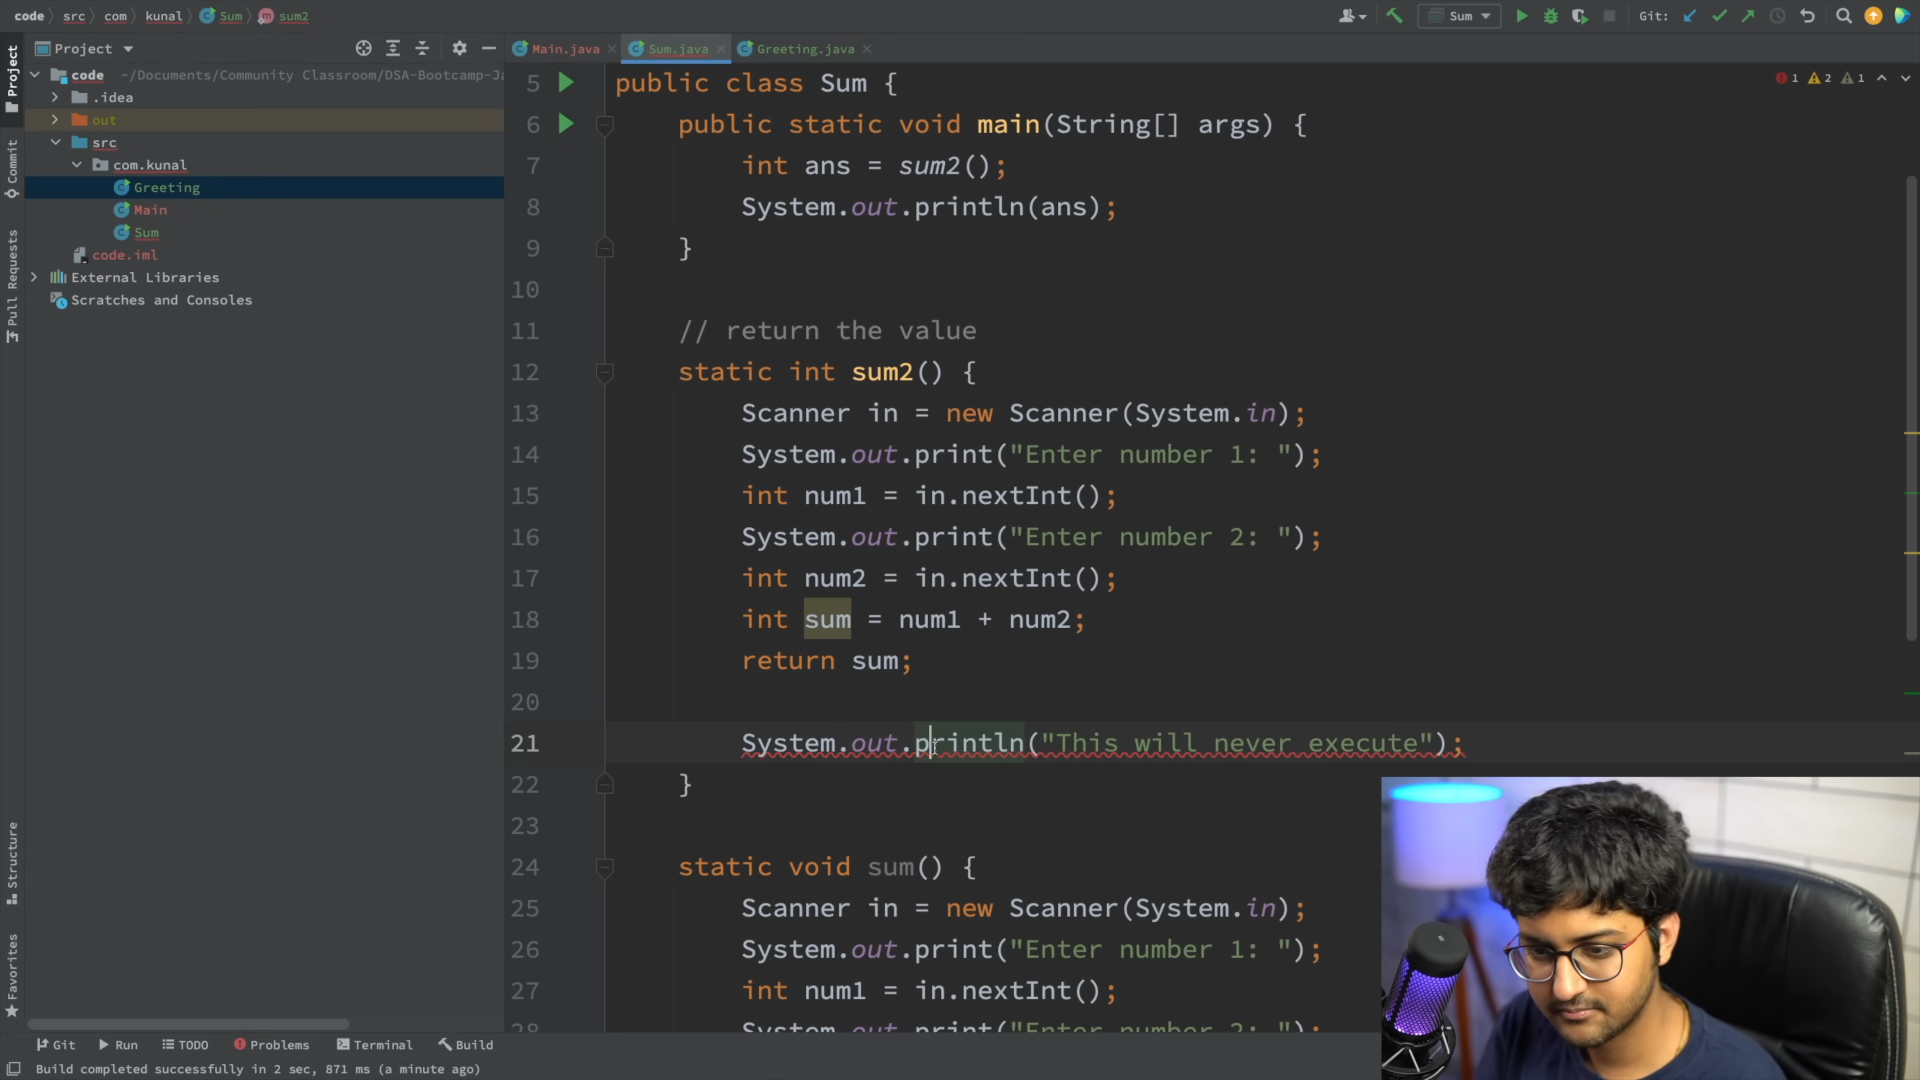 code src com kunal Sum sum2
Sum Git:
Project
Main.java Sum.java Greeting.java
code ~/Documents/Community Classroom/DSA-Bootcamp-Ja
.idea
out
src
com.kunal
Greeting
Main
Sum
code.iml
External Libraries
Scratches and Consoles
Project
Commit
Pull Requests
Structure
Favorites
1 2 1
5 public class Sum {
6 public static void main(String[] args) {
7 int ans = sum2();
8 System.out.println(ans);
9 }
10
11 // return the value
12 static int sum2() {
13 Scanner in = new Scanner(System.in);
14 System.out.print("Enter number 1: ");
15 int num1 = in.nextInt();
16 System.out.print("Enter number 2: ");
17 int num2 = in.nextInt();
18 int sum = num1 + num2;
19 return sum;
20
21 System.out.println("This will never execute");
22 }
23
24 static void sum() {
25 Scanner in = new Scanner(System.in);
26 System.out.print("Enter number 1: ");
27 int num1 = in.nextInt();
28 System.out.print("Enter number 2: ");
Git Run TODO Problems Terminal Build
Build completed successfully in 2 sec, 871 ms (a minute ago)